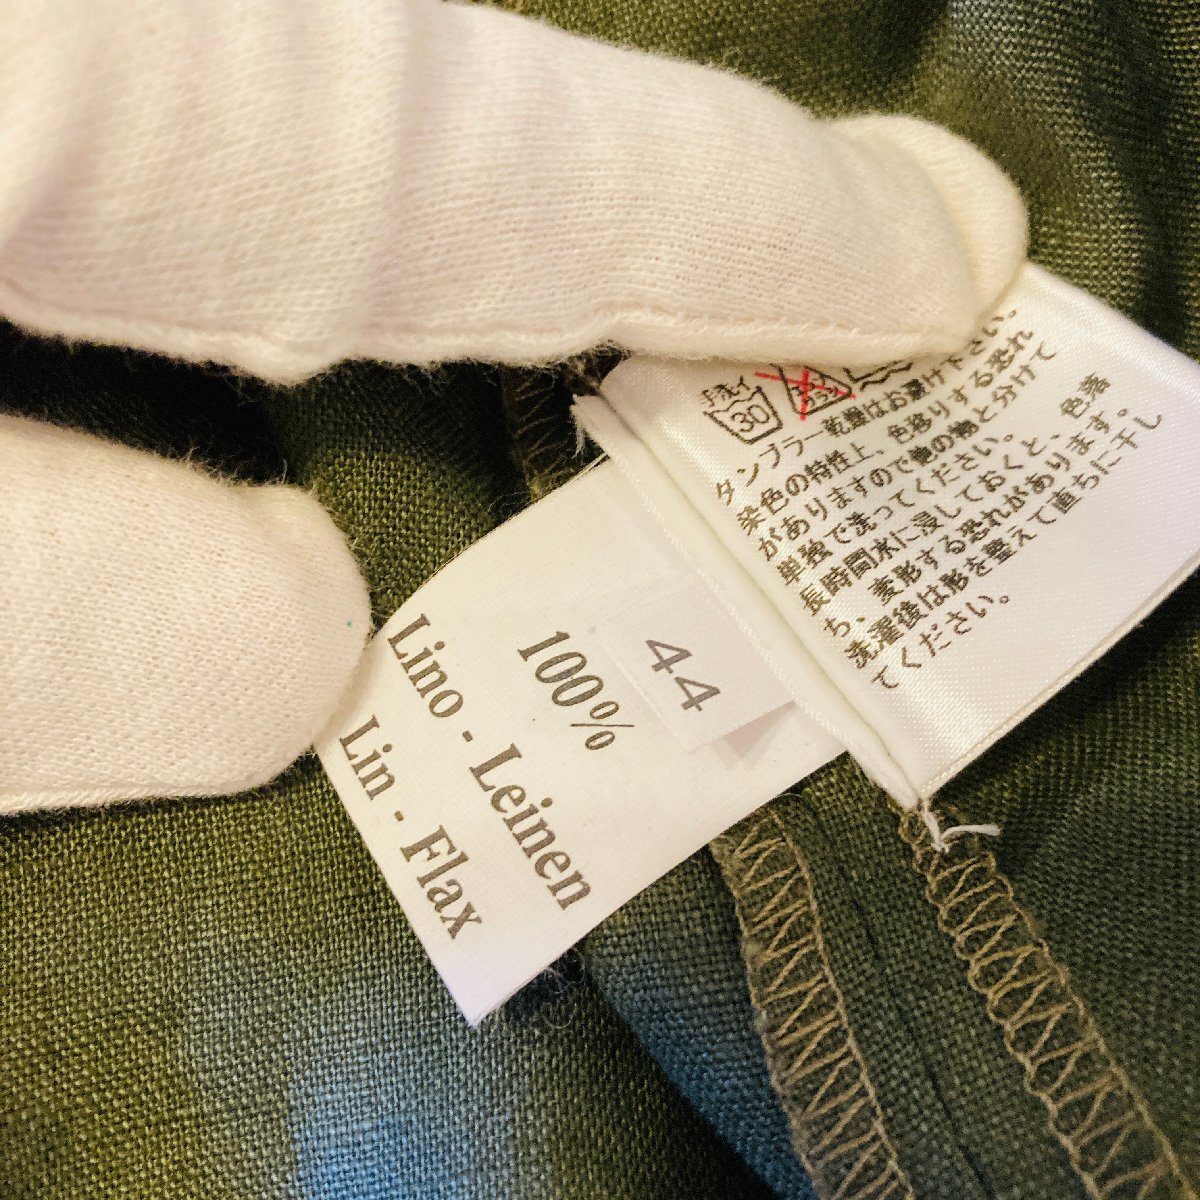 手洗イ
30
タンブラー乾燥はお避け下さい。
染色の特性上、色移りする恐れ
がありますので他の物と分けて
単独で洗ってください。
長時間水に浸しておくと、色落
ち、変形する恐れがあります。
洗濯後は形を整えて直ちに干し
てください。
44
100%
Lino - Leinen
Lin - Flax